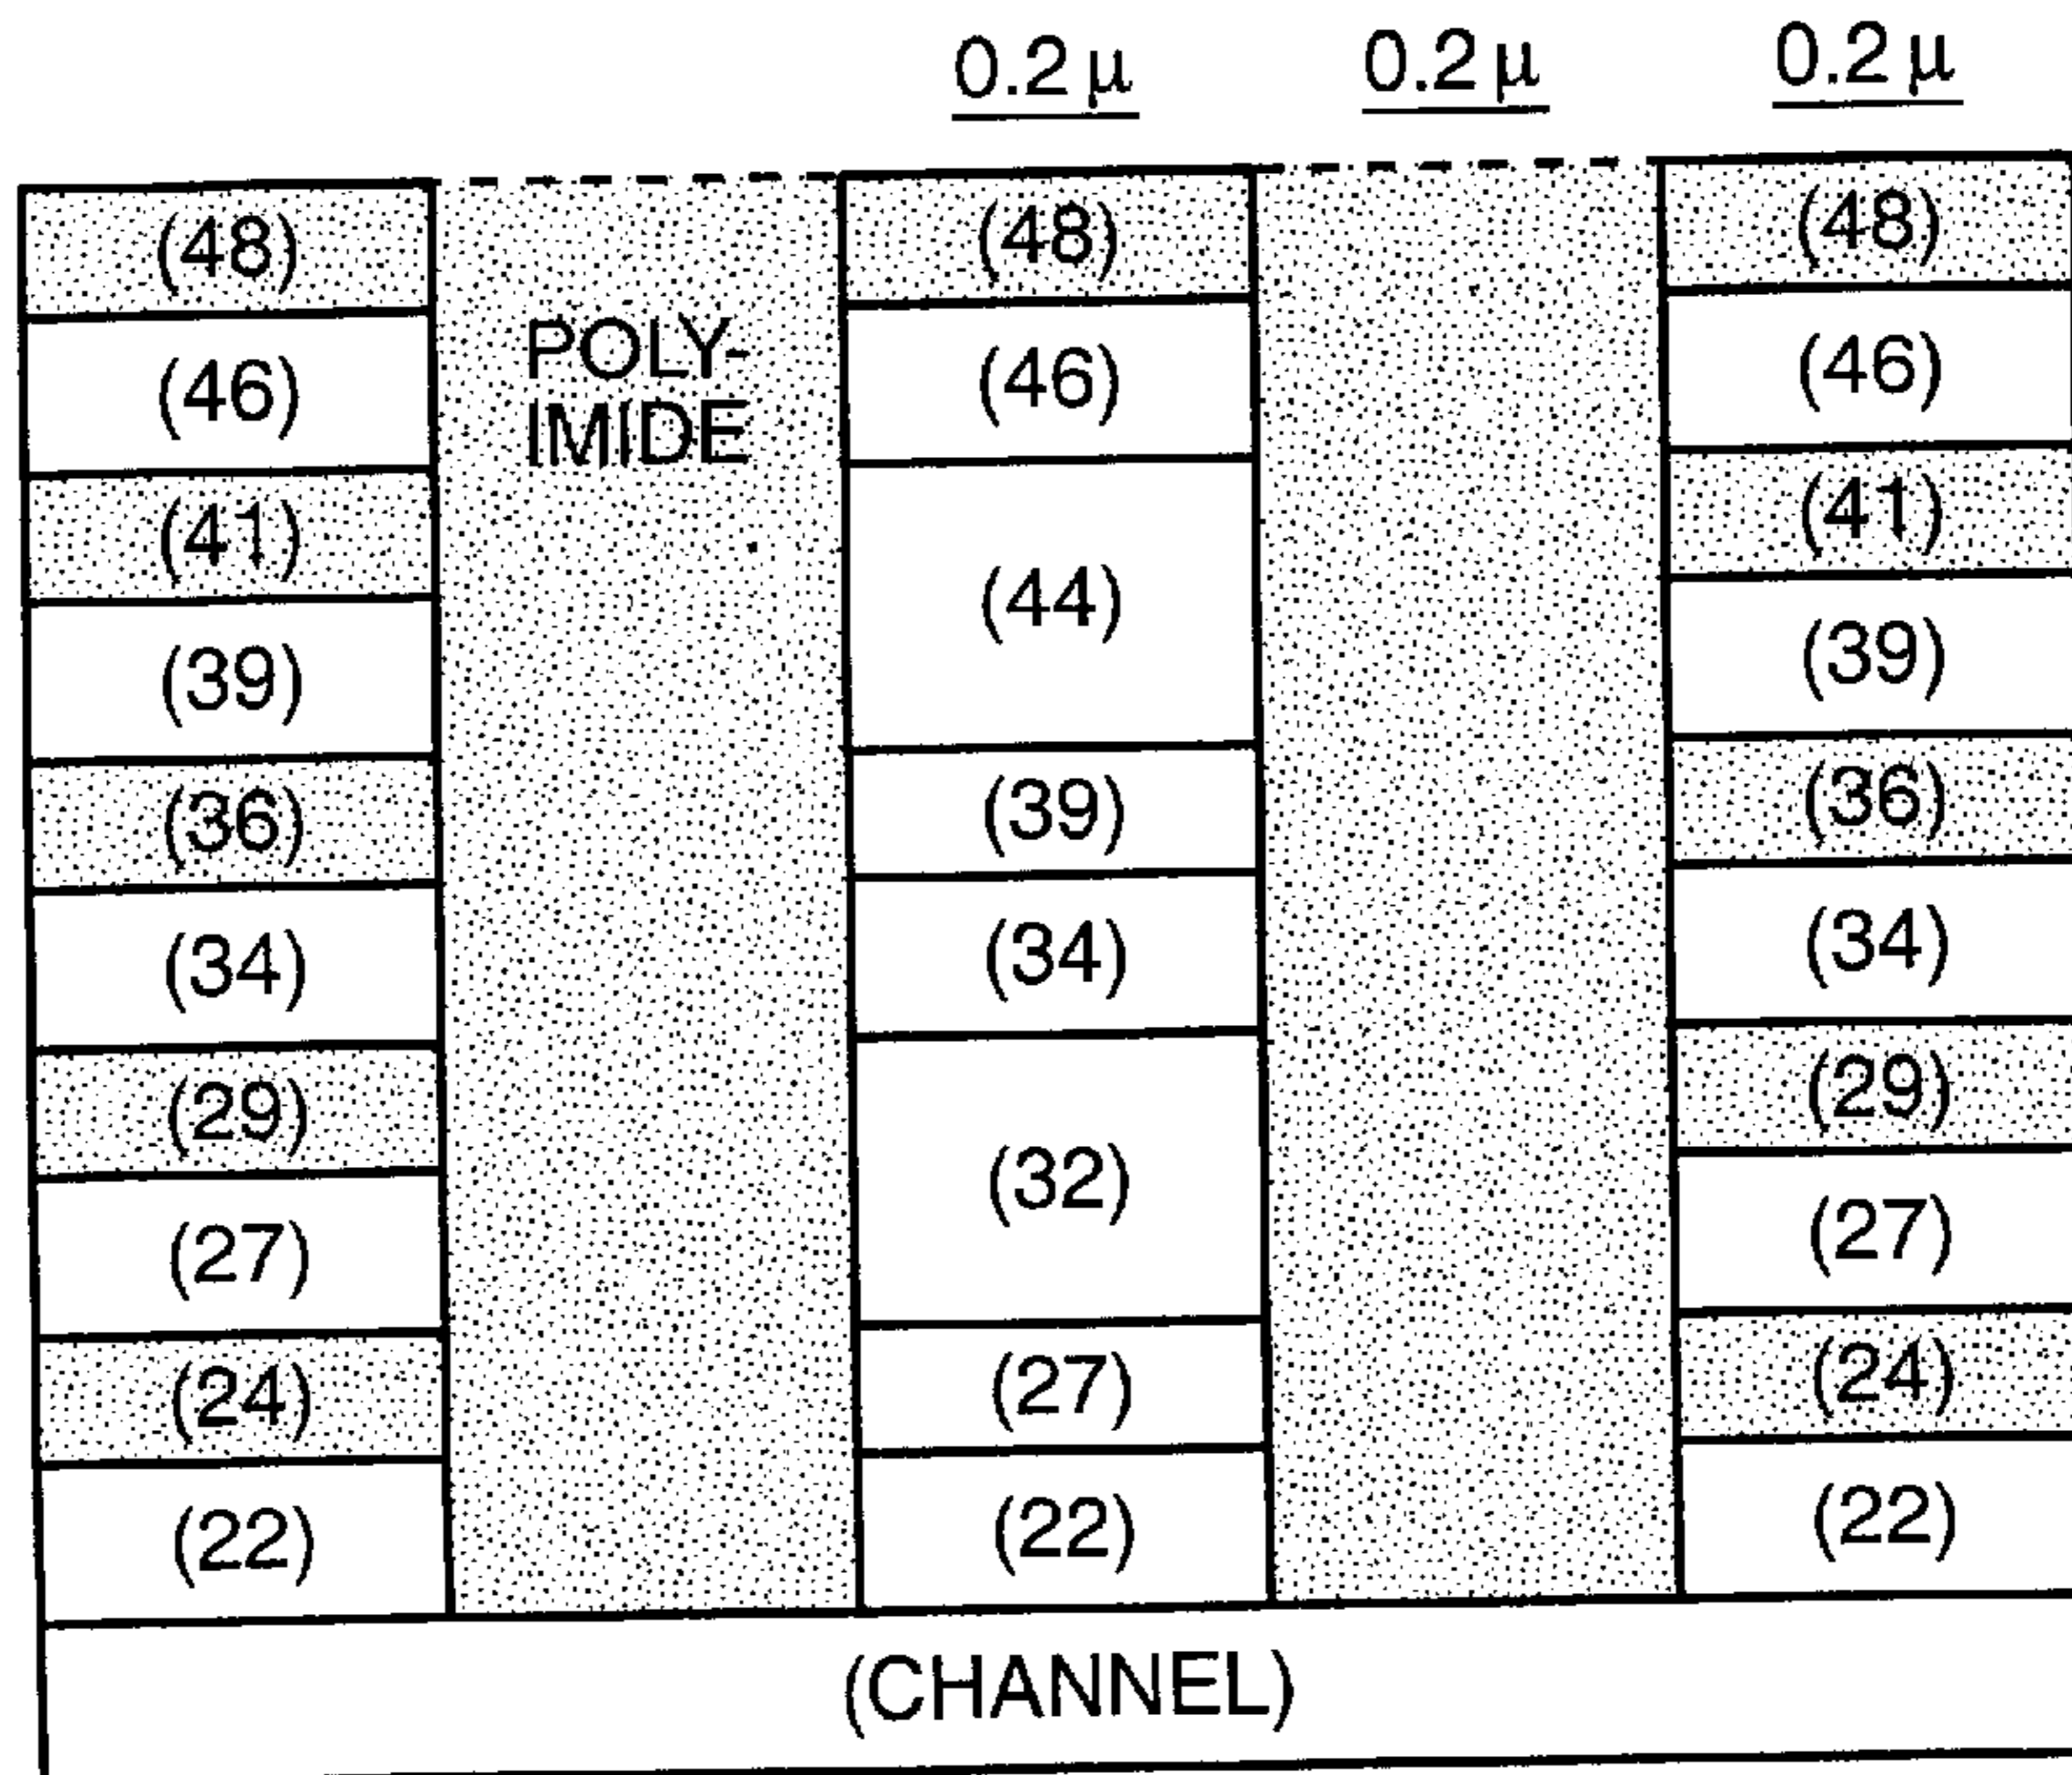 0.2 μ 0.2 μ 0.2 μ
(48) (48) (48)
POLY-
IMIDE
(46) (46) (46)
(41) (44) (41)
(39) (39)
(36) (39) (36)
(34) (34) (34)
(29) (32) (29)
(27) (27)
(24) (27) (24)
(22) (22) (22)
(CHANNEL)